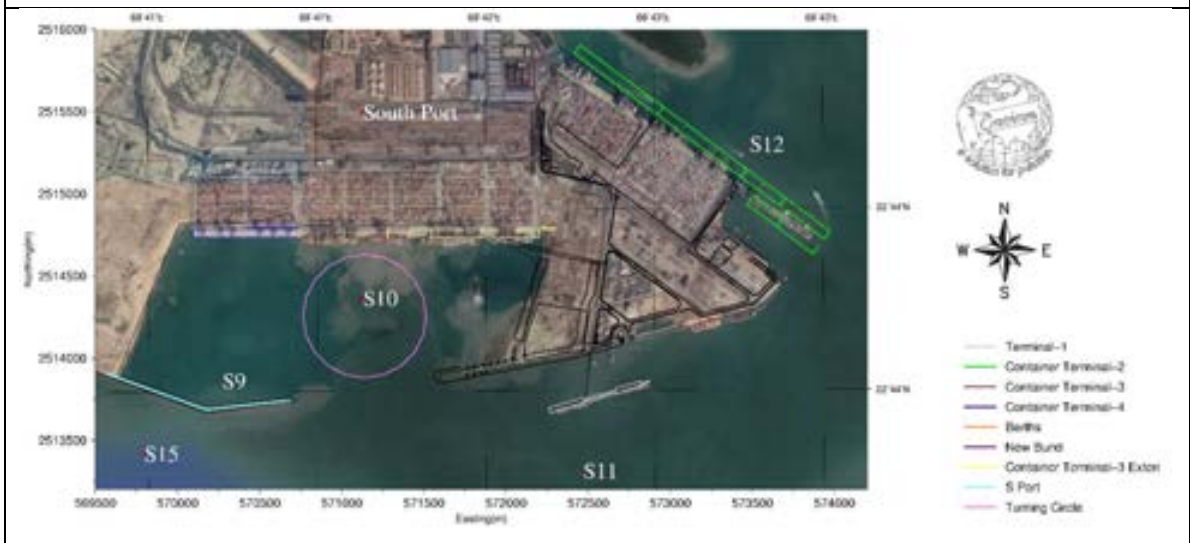 2516000
South Port
2515500
S12
2515000
N
W E
S
2514500
S10
2514000
S9
2513500
S15
S11
569500 570000 570500 571000 571500 572000 572500 573000 573500 574000
Easting(m)
Terminal-1
Container Terminal-2
Container Terminal-3
Container Terminal-4
Berths
New Bund
Container Terminal-3 Exten
S Port
Turning Circle